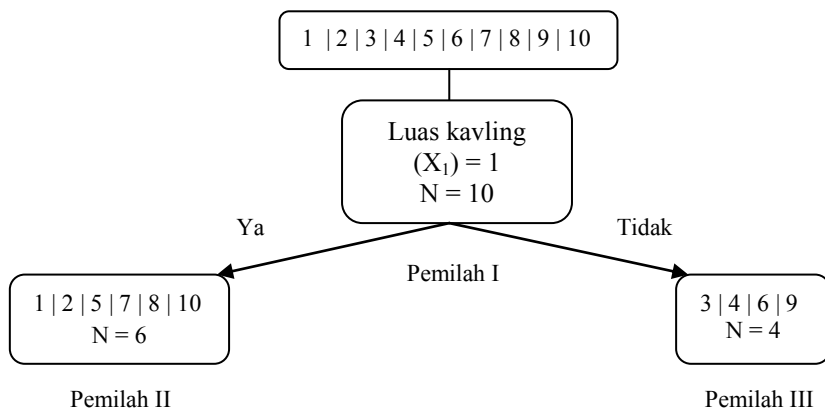 1 | 2 | 3 | 4 | 5 | 6 | 7 | 8 | 9 | 10
Luas kavling
(X₁) = 1
N = 10
Ya
Tidak
Pemilah I
1 | 2 | 5 | 7 | 8 | 10
N = 6
3 | 4 | 6 | 9
N = 4
Pemilah II
Pemilah III